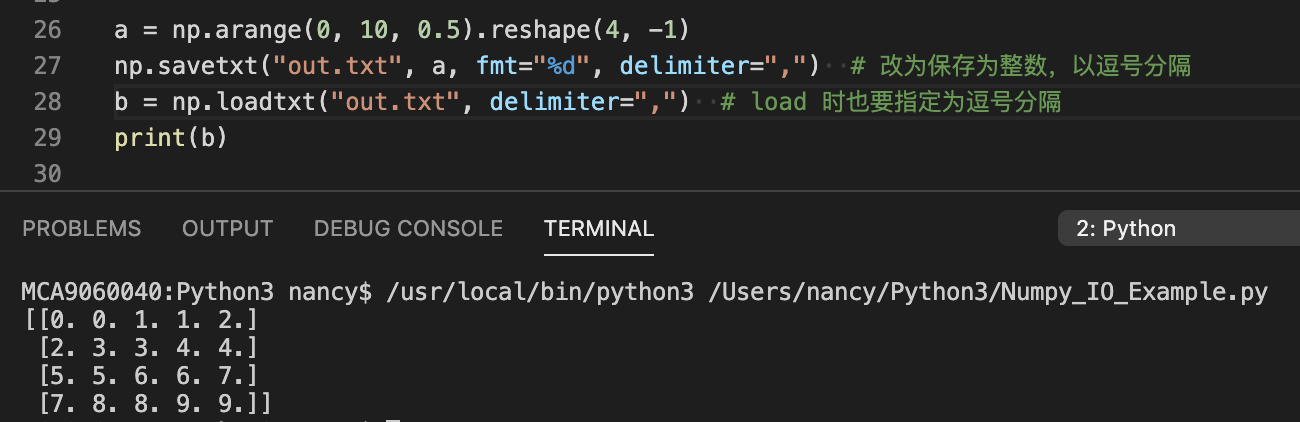 26 a = np.arange(0, 10, 0.5).reshape(4, -1)
27 np.savetxt("out.txt", a, fmt="%d", delimiter=",")  # 改为保存为整数，以逗号分隔
28 b = np.loadtxt("out.txt", delimiter=",")  # load 时也要指定为逗号分隔
29 print(b)
30
PROBLEMS OUTPUT DEBUG CONSOLE TERMINAL 2: Python
MCA9060040:Python3 nancy$ /usr/local/bin/python3 /Users/nancy/Python3/Numpy_IO_Example.py
[[0. 0. 1. 1. 2.]
 [2. 3. 3. 4. 4.]
 [5. 5. 6. 6. 7.]
 [7. 8. 8. 9. 9.]]